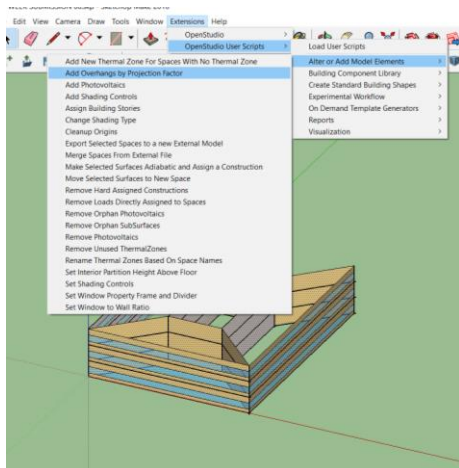 Edit View Camera Draw Tools Window Extensions Help
OpenStudio
OpenStudio User Scripts
Load User Scripts
Alter or Add Model Elements
Building Component Library
Create Standard Building Shapes
Experimental Workflow
On Demand Template Generators
Reports
Visualization
Add New Thermal Zone For Spaces With No Thermal Zone
Add Overhangs by Projection Factor
Add Photovoltaics
Add Shading Controls
Assign Building Stories
Change Shading Type
Cleanup Origins
Export Selected Spaces to a new External Model
Merge Spaces From External File
Make Selected Surfaces Adiabatic and Assign a Construction
Move Selected Surfaces to New Space
Remove Hard Assigned Constructions
Remove Loads Directly Assigned to Spaces
Remove Orphan Photovoltaics
Remove Orphan SubSurfaces
Remove Photovoltaics
Remove Unused ThermalZones
Rename Thermal Zones Based On Space Names
Set Interior Partition Height Above Floor
Set Shading Controls
Set Window Property Frame and Divider
Set Window to Wall Ratio